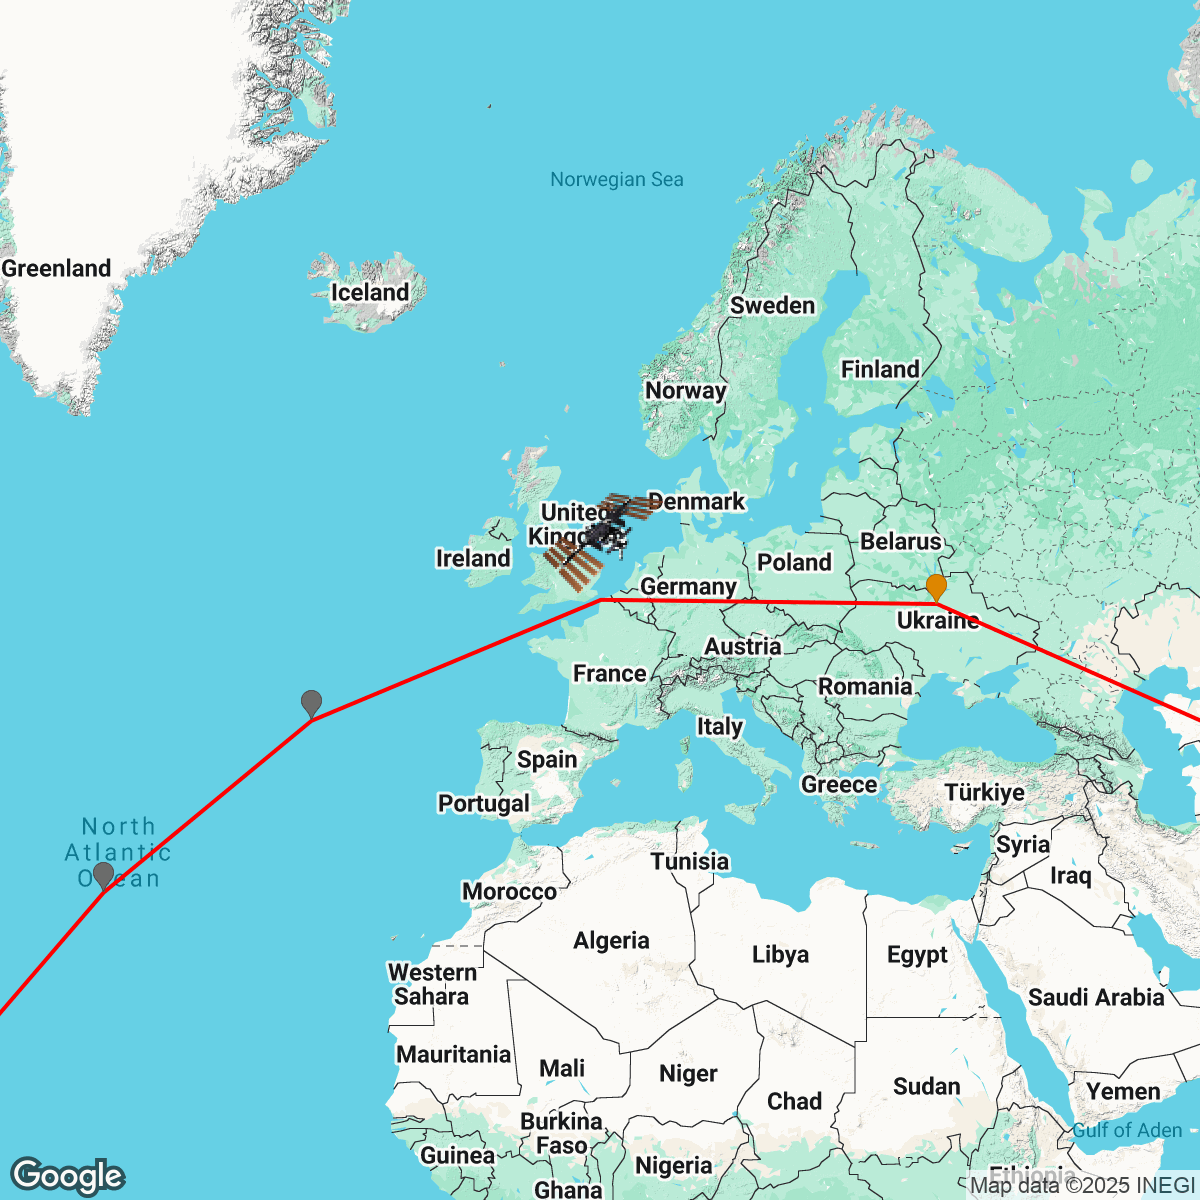 Norwegian Sea
Greenland
Iceland
Sweden
Finland
Norway
Denmark
United
Kingdom
Ireland
Belarus
Poland
Germany
Ukraine
Austria
France
Romania
Italy
Spain
Greece
Türkiye
Portugal
North
Atlantic
Ocean
Syria
Tunisia
Iraq
Morocco
Algeria
Libya
Egypt
Western
Sahara
Saudi Arabia
Mauritania
Mali
Niger
Chad
Sudan
Yemen
Burkina
Faso
Gulf of Aden
Guinea
Nigeria
Ethiopia
Ghana
Google
Map data ©2025 INEGI